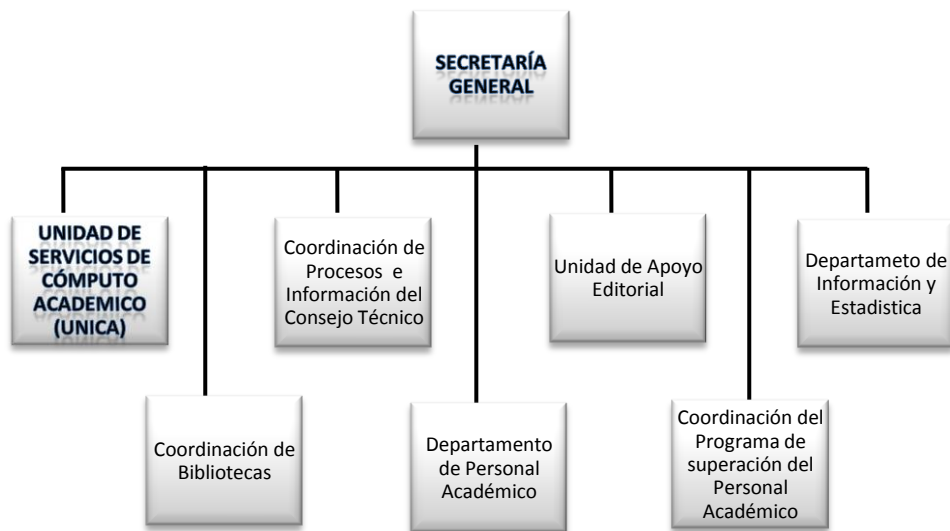 SECRETARÍA
GENERAL
UNIDAD DE
SERVICIOS DE
CÓMPUTO
ACADEMICO
(UNICA)
Coordinación de
Procesos e
Información del
Consejo Técnico
Unidad de Apoyo
Editorial
Departameto de
Información y
Estadistica
Coordinación de
Bibliotecas
Departamento
de Personal
Académico
Coordinación del
Programa de
superación del
Personal
Académico